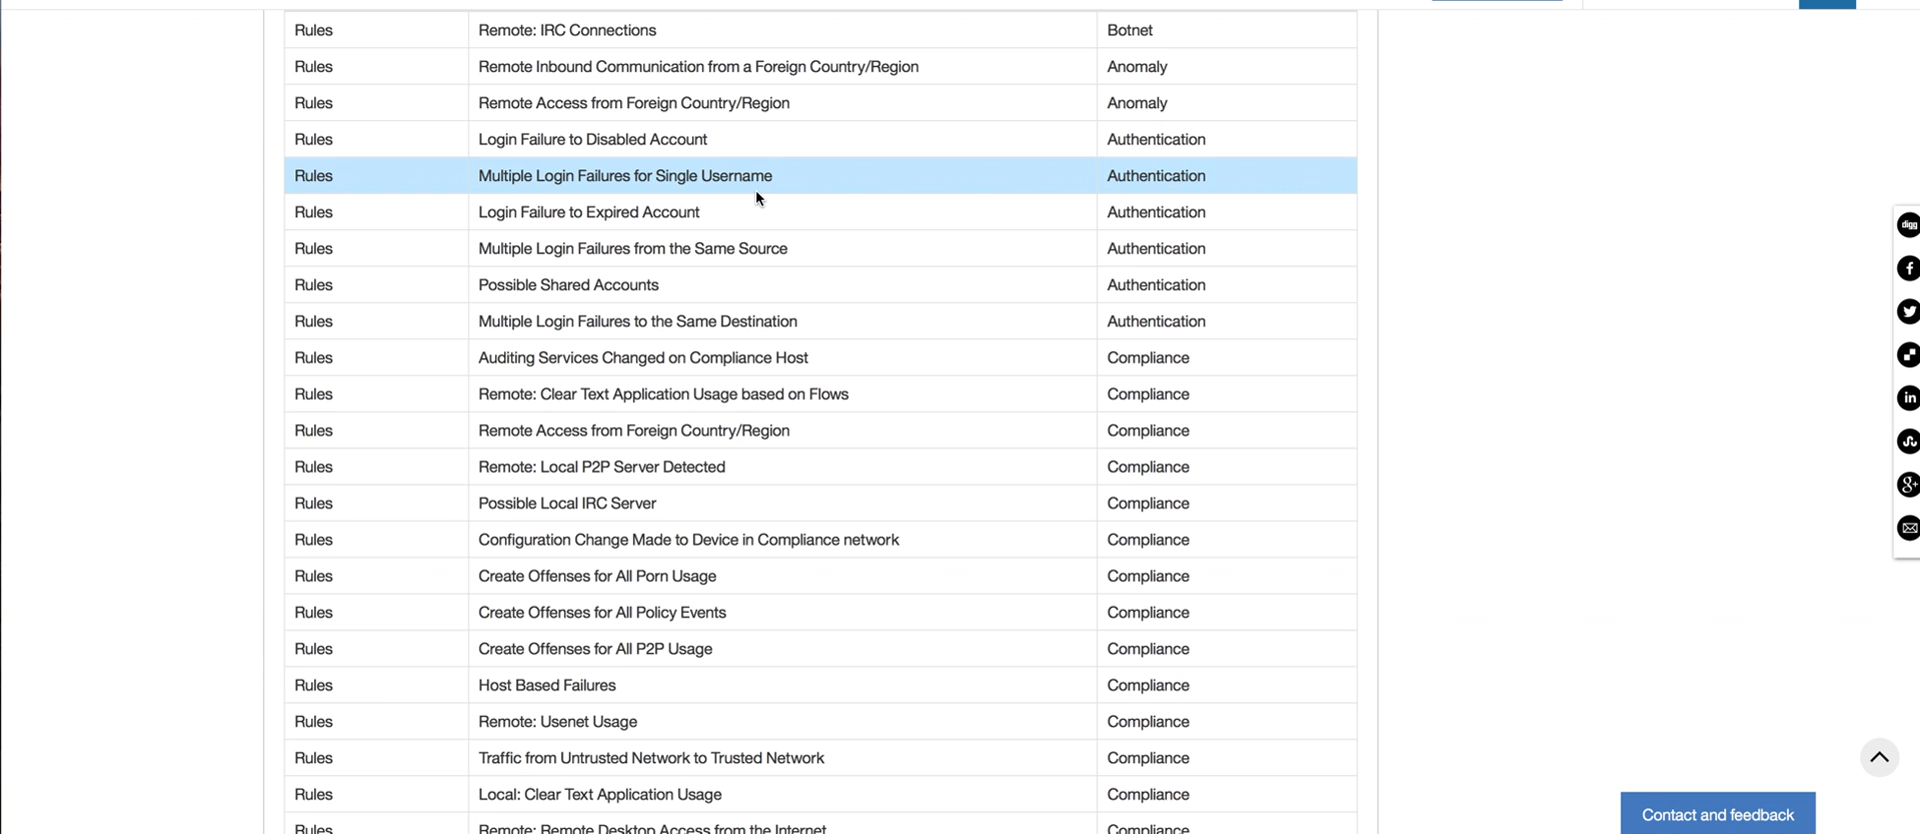 Rules Remote: IRC Connections Botnet
Rules Remote Inbound Communication from a Foreign Country/Region Anomaly
Rules Remote Access from Foreign Country/Region Anomaly
Rules Login Failure to Disabled Account Authentication
Rules Multiple Login Failures for Single Username Authentication
Rules Login Failure to Expired Account Authentication
Rules Multiple Login Failures from the Same Source Authentication
Rules Possible Shared Accounts Authentication
Rules Multiple Login Failures to the Same Destination Authentication
Rules Auditing Services Changed on Compliance Host Compliance
Rules Remote: Clear Text Application Usage based on Flows Compliance
Rules Remote Access from Foreign Country/Region Compliance
Rules Remote: Local P2P Server Detected Compliance
Rules Possible Local IRC Server Compliance
Rules Configuration Change Made to Device in Compliance network Compliance
Rules Create Offenses for All Porn Usage Compliance
Rules Create Offenses for All Policy Events Compliance
Rules Create Offenses for All P2P Usage Compliance
Rules Host Based Failures Compliance
Rules Remote: Usenet Usage Compliance
Rules Traffic from Untrusted Network to Trusted Network Compliance
Rules Local: Clear Text Application Usage Compliance
Rules Remote: Remote Desktop Access from the Internet Compliance
digg
f
in
g+
Contact and feedback